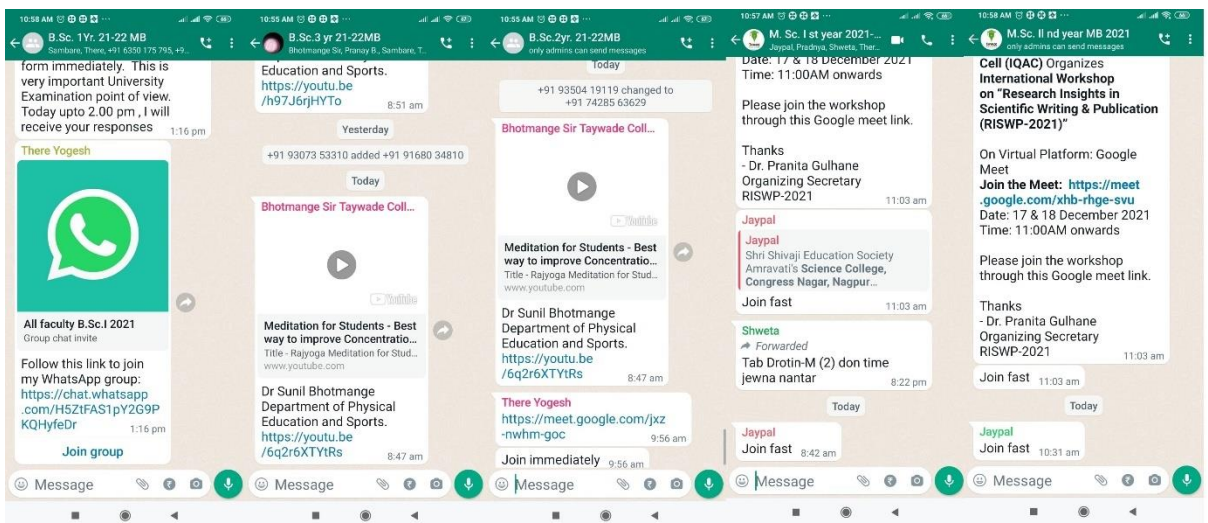 10:58 AM
B.Sc. 1Yr. 21-22 MB
Sambare, There, +91 6350 175 795, +9...
form immediately. This is
very important University
Examination point of view.
Today upto 2.00 pm , I will
receive your responses 1:16 pm
There Yogesh
All faculty B.Sc.I 2021
Group chat invite
Follow this link to join
my WhatsApp group:
https://chat.whatsapp
.com/H5ZtFAS1pY2G9P
KQHyfeDr 1:16 pm
Join group
Message
10:55 AM
B.Sc.3 yr 21-22MB
Bhotmange Sir, Pranay B., Sambare, T...
Education and Sports.
https://youtu.be
/h97J6rjHYTo 8:51 am
Yesterday
+91 93073 53310 added +91 91680 34810
Today
Bhotmange Sir Taywade Coll...
YouTube
Meditation for Students - Best
way to improve Concentratio...
Title - Rajyoga Meditation for Stud...
www.youtube.com
Dr Sunil Bhotmange
Department of Physical
Education and Sports.
https://youtu.be
/6q2r6XTYtRs 8:47 am
Message
10:55 AM
B.Sc.2yr. 21-22MB
only admins can send messages
Today
+91 93504 19119 changed to
+91 74285 63629
Bhotmange Sir Taywade Coll...
YouTube
Meditation for Students - Best
way to improve Concentratio...
Title - Rajyoga Meditation for Stud...
www.youtube.com
Dr Sunil Bhotmange
Department of Physical
Education and Sports.
https://youtu.be
/6q2r6XTYtRs 8:47 am
There Yogesh
https://meet.google.com/jxz
-nwhm-goc 9:56 am
Join immediately 9:56 am
Message
10:57 AM
M. Sc. I st year 2021-...
Jaypal, Pradnya, Shweta, Ther...
Date: 17 & 18 December 2021
Time: 11:00AM onwards
Please join the workshop
through this Google meet link.
Thanks
- Dr. Pranita Gulhane
Organizing Secretary
RISWP-2021 11:03 am
Jaypal
Jaypal
Shri Shivaji Education Society
Amravati's Science College,
Congress Nagar, Nagpur...
Join fast 11:03 am
Shweta
Forwarded
Tab Drotin-M (2) don time
jewna nantar 8:22 pm
Today
Jaypal
Join fast 8:42 am
Message
10:58 AM
M.Sc. II nd year MB 2021
only admins can send messages
Cell (IQAC) Organizes
International Workshop
on "Research Insights in
Scientific Writing & Publication
(RISWP-2021)"
On Virtual Platform: Google
Meet
Join the Meet: https://meet
.google.com/xhb-rhge-svu
Date: 17 & 18 December 2021
Time: 11:00AM onwards
Please join the workshop
through this Google meet link.
Thanks
- Dr. Pranita Gulhane
Organizing Secretary
RISWP-2021 11:03 am
Join fast 11:03 am
Today
Jaypal
Join fast 10:31 am
Message